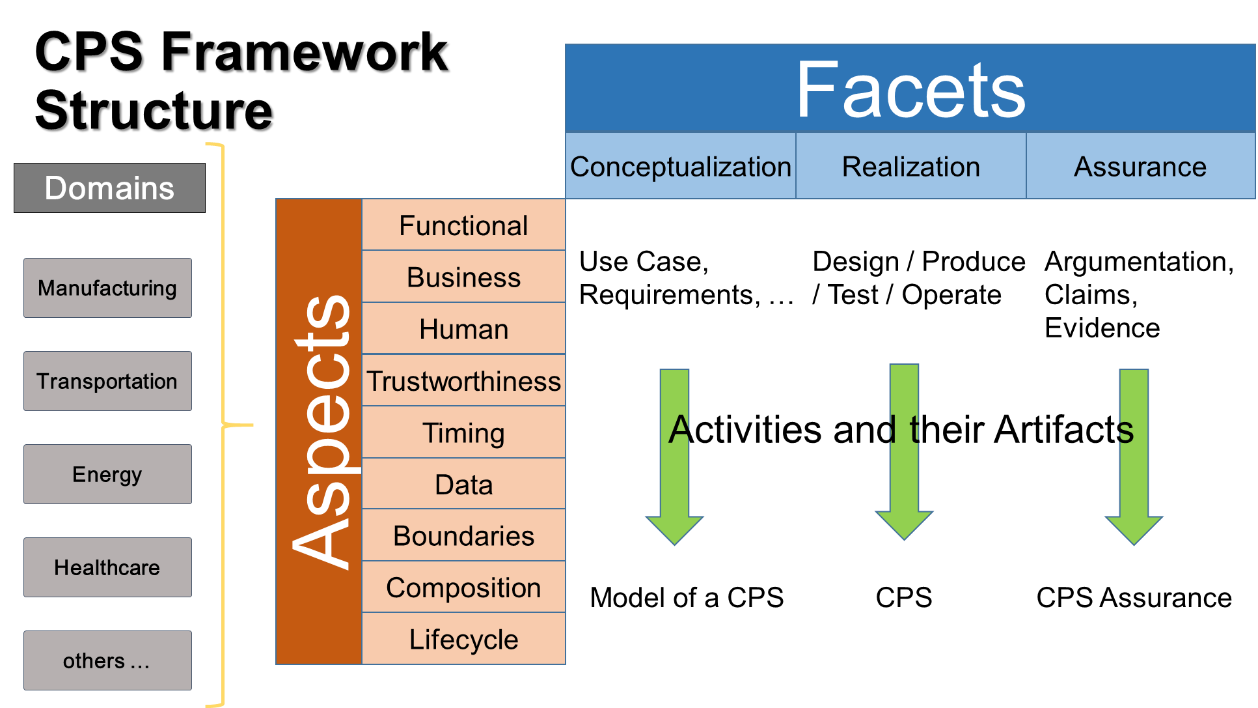 CPS Framework
Structure
Domains
Manufacturing
Transportation
Energy
Healthcare
others …
Facets
Conceptualization
Realization
Assurance
Aspects
Functional
Business
Human
Trustworthiness
Timing
Data
Boundaries
Composition
Lifecycle
Use Case,
Requirements, …
Design / Produce
/ Test / Operate
Argumentation,
Claims,
Evidence
Activities and their Artifacts
Model of a CPS
CPS
CPS Assurance